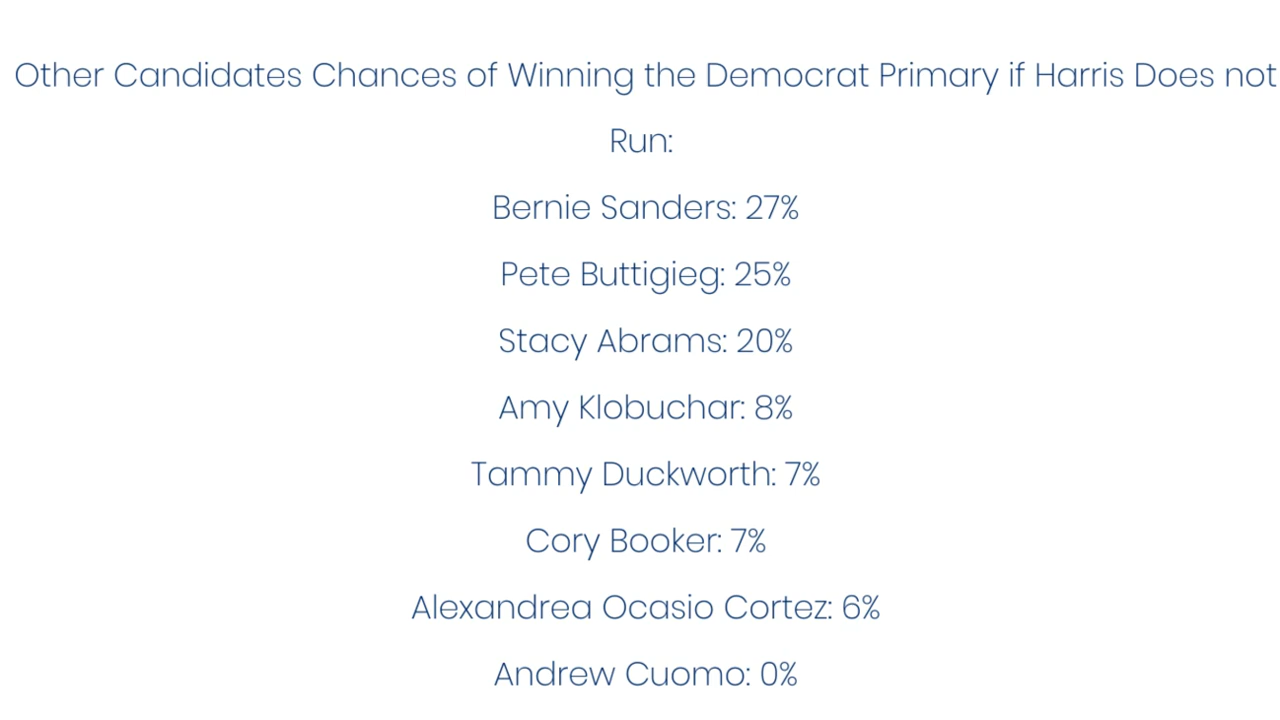 Other Candidates Chances of Winning the Democrat Primary if Harris Does not
Run:
Bernie Sanders: 27%
Pete Buttigieg: 25%
Stacy Abrams: 20%
Amy Klobuchar: 8%
Tammy Duckworth: 7%
Cory Booker: 7%
Alexandrea Ocasio Cortez: 6%
Andrew Cuomo: 0%